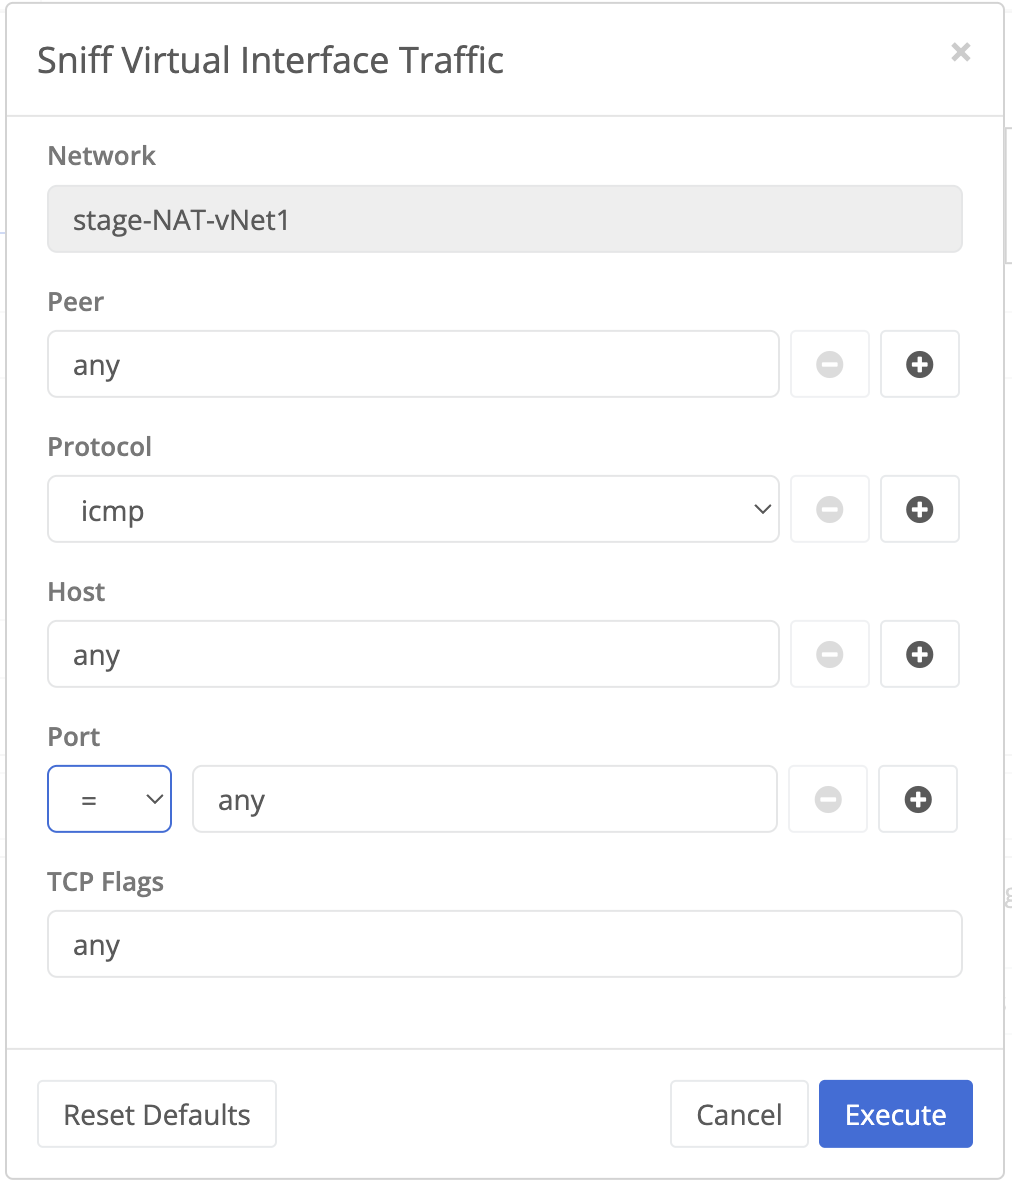 Sniff Virtual Interface Traffic
Network
stage-NAT-vNet1
Peer
any
Protocol
icmp
Host
any
Port
= any
TCP Flags
any
Reset Defaults Cancel Execute